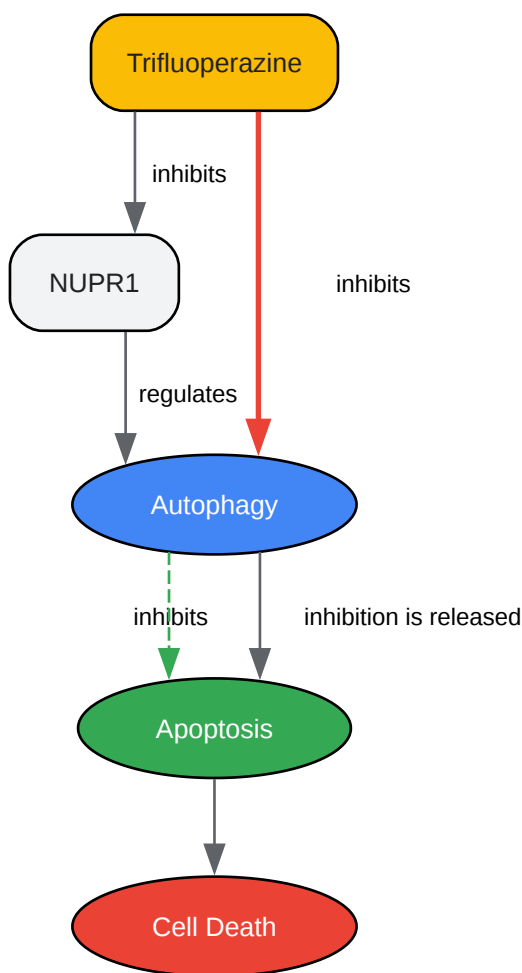 Trifluoperazine
inhibits
NUPR1
inhibits
regulates
Autophagy
inhibits
inhibition is released
Apoptosis
Cell Death